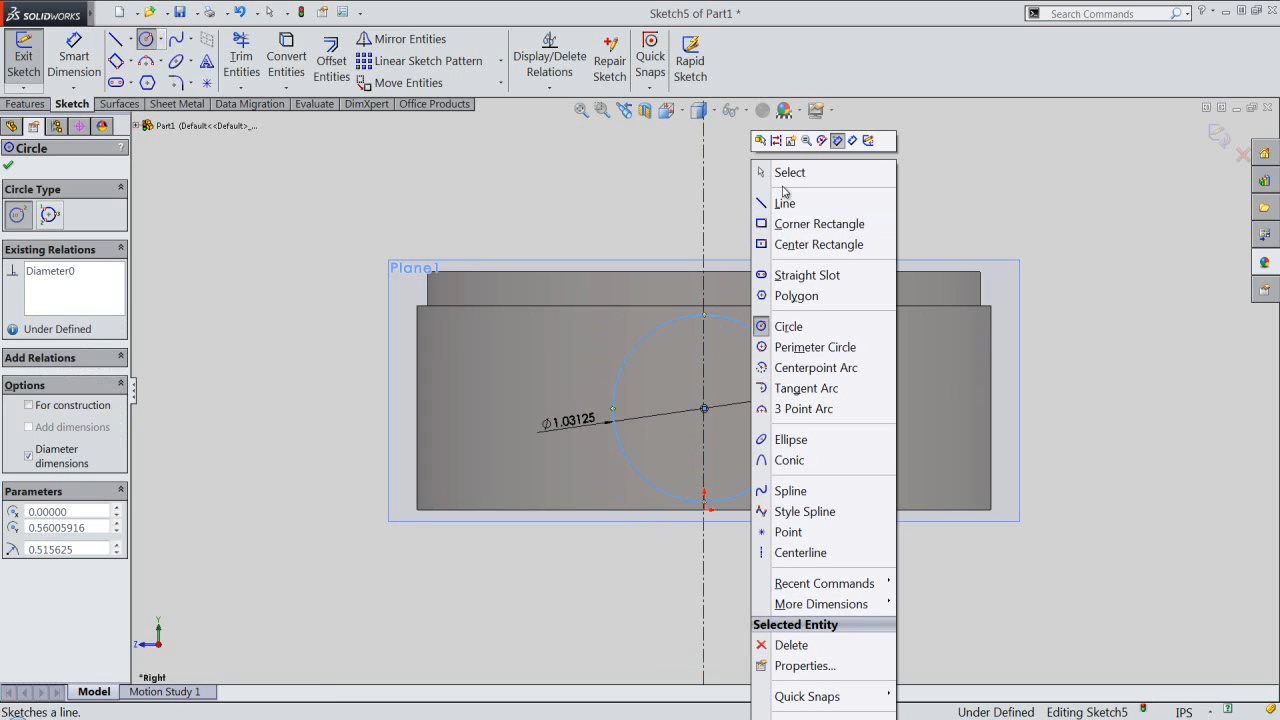 SOLIDWORKS
Sketch5 of Part1 *
Search Commands
Exit Sketch
Smart Dimension
Trim Entities
Convert Entities
Offset Entities
Mirror Entities
Linear Sketch Pattern
Move Entities
Display/Delete Relations
Repair Sketch
Quick Snaps
Rapid Sketch
Features
Sketch
Surfaces
Sheet Metal
Data Migration
Evaluate
DimXpert
Office Products
Part1 (Default<<Default>_...
Circle
?
Circle Type
Existing Relations
Diameter0
Under Defined
Add Relations
Options
For construction
Add dimensions
Diameter dimensions
Parameters
0.00000
0.56005916
0.515625
Plane1
Ø1.03125
Select
Line
Corner Rectangle
Center Rectangle
Straight Slot
Polygon
Circle
Perimeter Circle
Centerpoint Arc
Tangent Arc
3 Point Arc
Ellipse
Conic
Spline
Style Spline
Point
Centerline
Recent Commands
More Dimensions
Selected Entity
Delete
Properties...
Quick Snaps
Y
Z
*Right
Model
Motion Study 1
Sketches a line.
Under Defined
Editing Sketch5
IPS